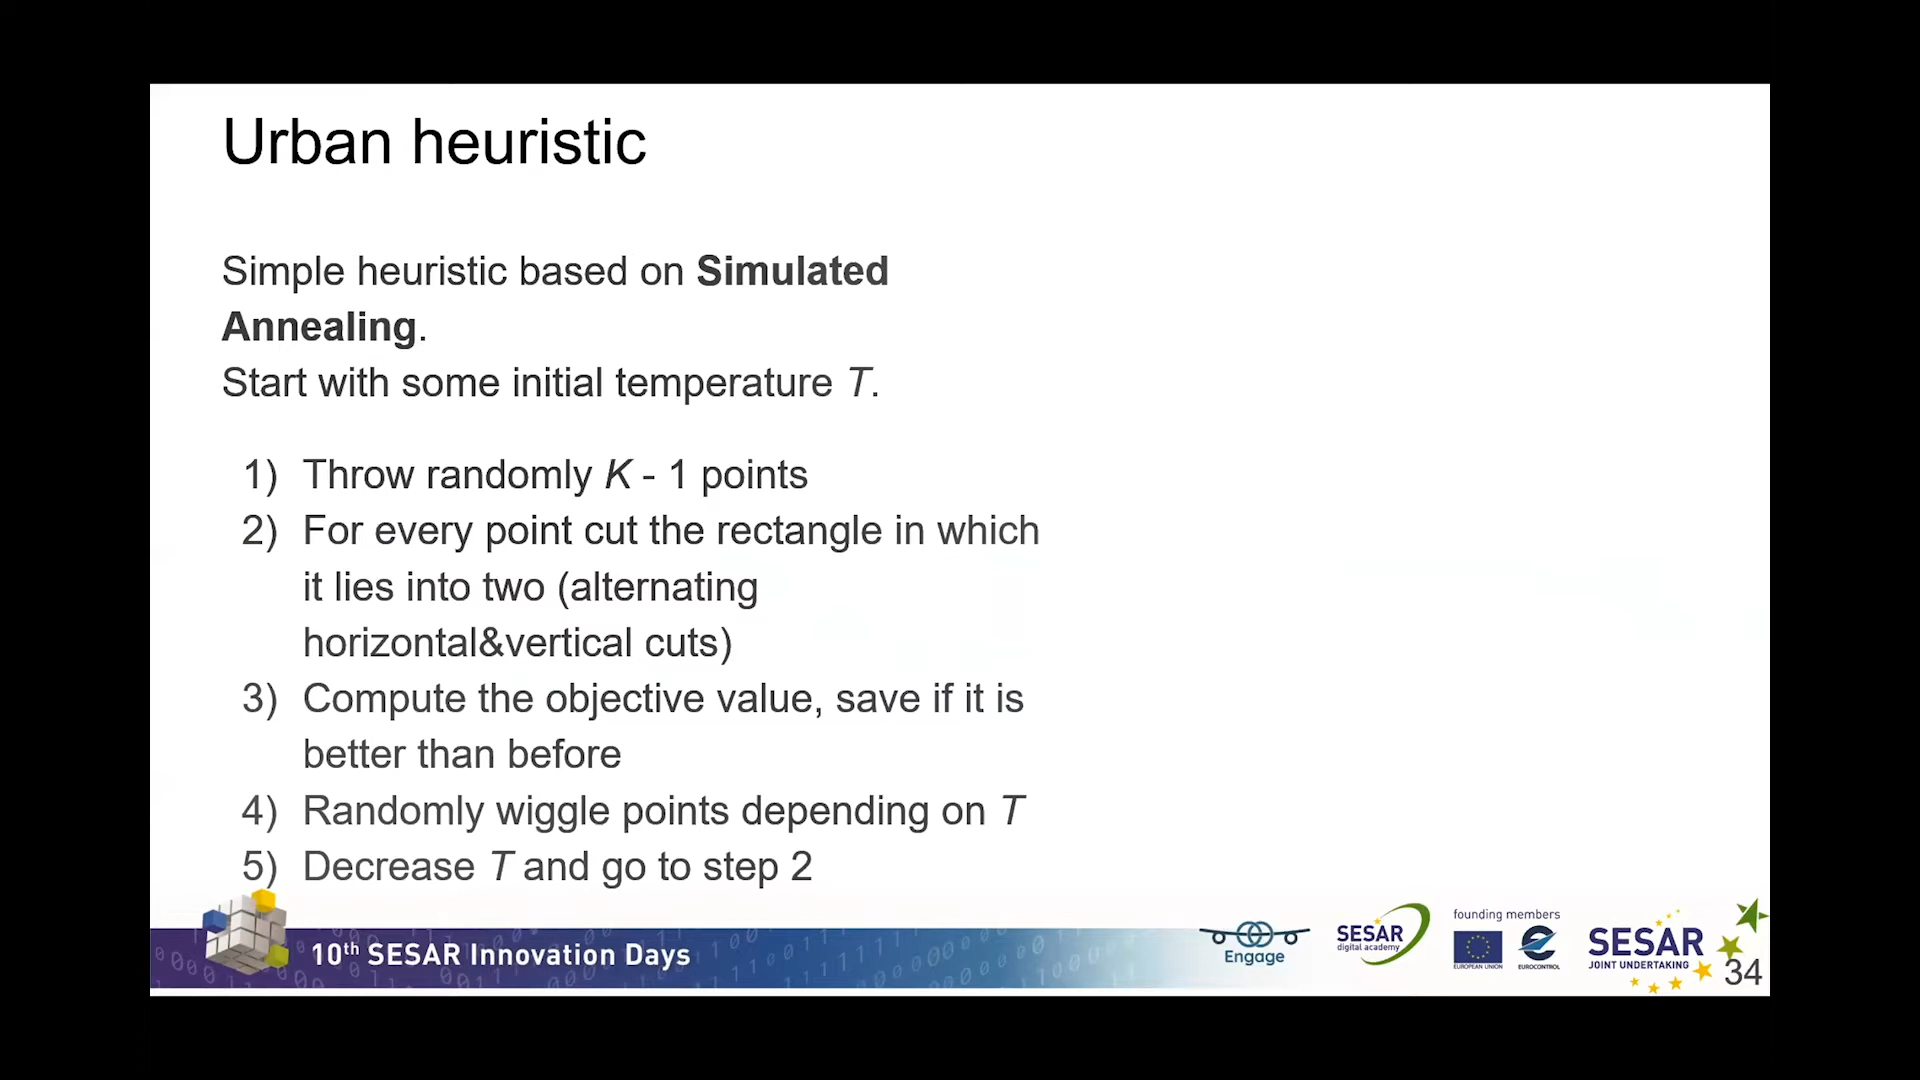 Urban heuristic
Simple heuristic based on Simulated
Annealing.
Start with some initial temperature T.
1) Throw randomly K - 1 points
2) For every point cut the rectangle in which
it lies into two (alternating
horizontal&vertical cuts)
3) Compute the objective value, save if it is
better than before
4) Randomly wiggle points depending on T
5) Decrease T and go to step 2
10th SESAR Innovation Days
Engage
SESAR
digital academy
founding members
EUROPEAN UNION
EUROCONTROL
SESAR
JOINT UNDERTAKING
34